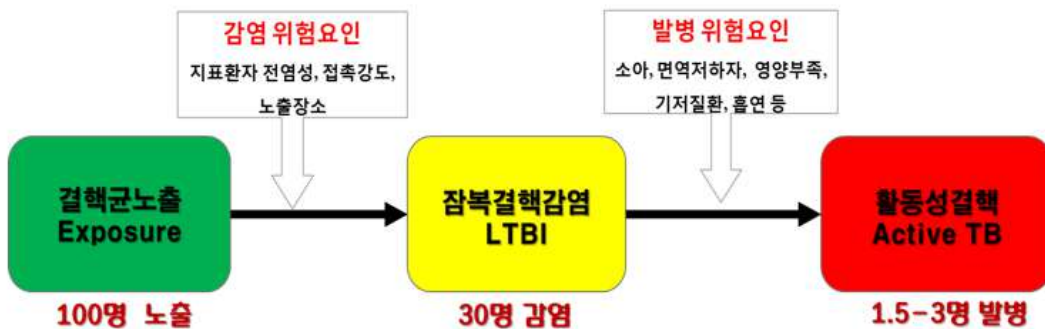 감염 위험요인
지표환자 전염성, 접촉강도,
노출장소
발병 위험요인
소아, 면역저하자, 영양부족,
기저질환, 흡연 등
결핵균노출
Exposure
잠복결핵감염
LTBI
활동성결핵
Active TB
100명 노출
30명 감염
1.5-3명 발병